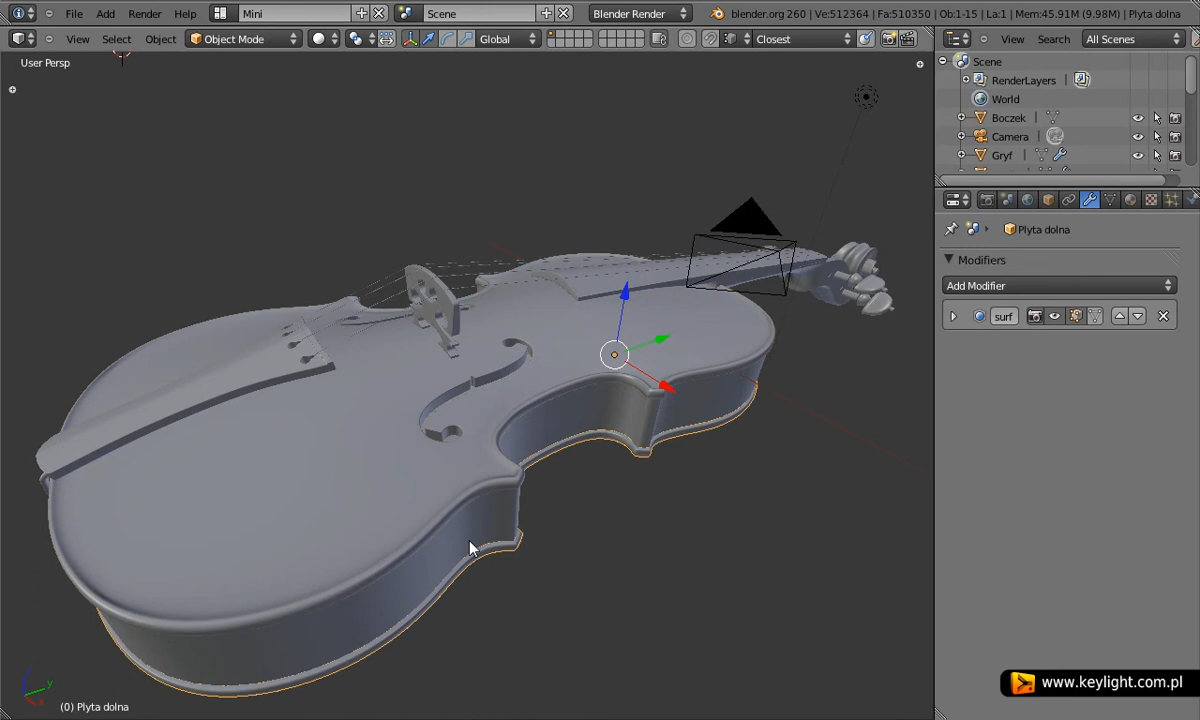 File Add Render Help Mini Scene Blender Render blender.org 260 | Ve:512364 | Fa:510350 | Ob:1-15 | La:1 | Mem:45.91M (9.98M) | Plyta dolna
View Select Object Object Mode Global Closest View Search All Scenes
User Persp
Scene
RenderLayers |
World
Boczek |
Camera |
Gryf |
Plyta dolna
Modifiers
Add Modifier
surf
y
www.keylight.com.pl
(0) Plyta dolna